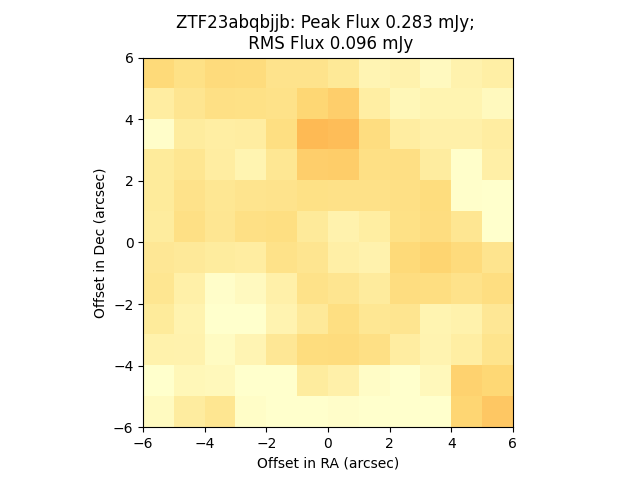 ZTF23abqbjjb: Peak Flux 0.283 mJy;
RMS Flux 0.096 mJy
6
4
2
0
−2
−4
−6
Offset in Dec (arcsec)
−6 −4 −2 0 2 4 6
Offset in RA (arcsec)